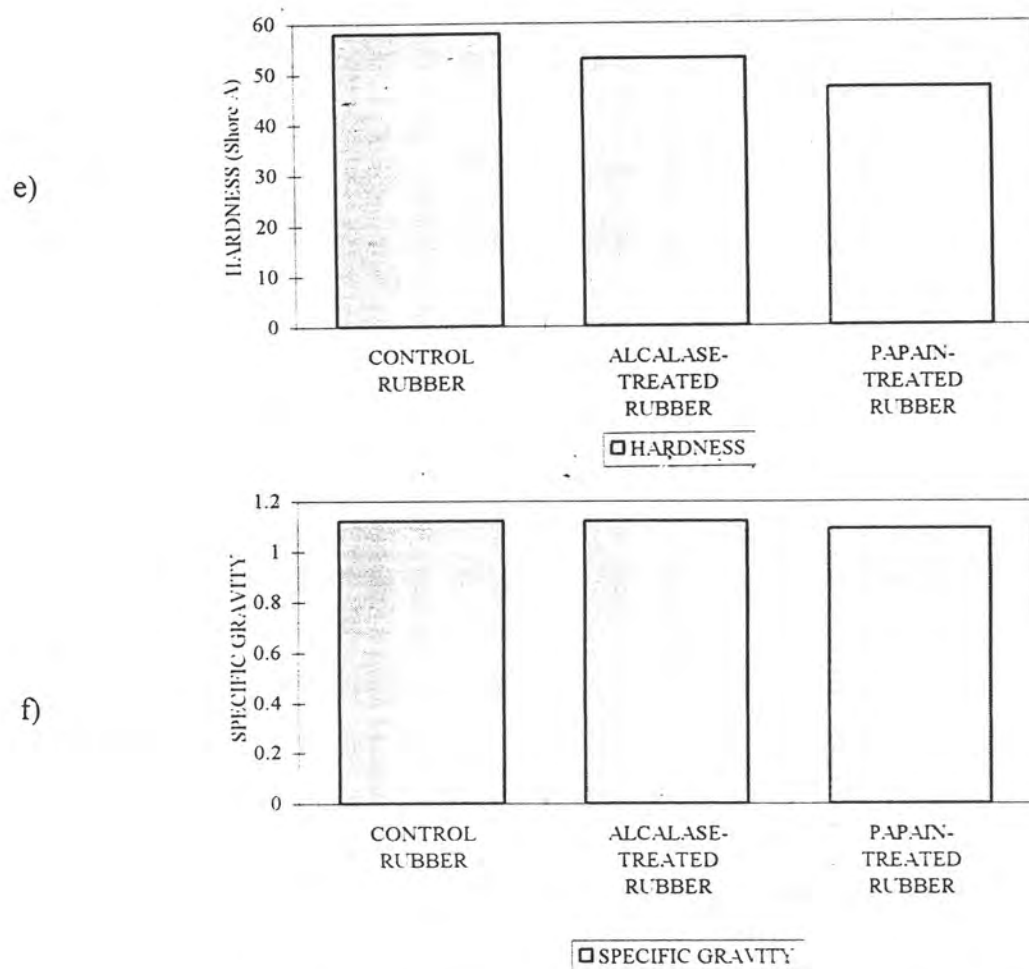 e)
HARDNESS (Shore A)
60
50
40
30
20
10
0
CONTROL
RUBBER
ALCALASE-
TREATED
RUBBER
PAPAIN-
TREATED
RUBBER
HARDNESS
f)
SPECIFIC GRAVITY
1.2
1
0.8
0.6
0.4
0.2
0
CONTROL
RUBBER
ALCALASE-
TREATED
RUBBER
PAPAIN-
TREATED
RUBBER
SPECIFIC GRAVITY